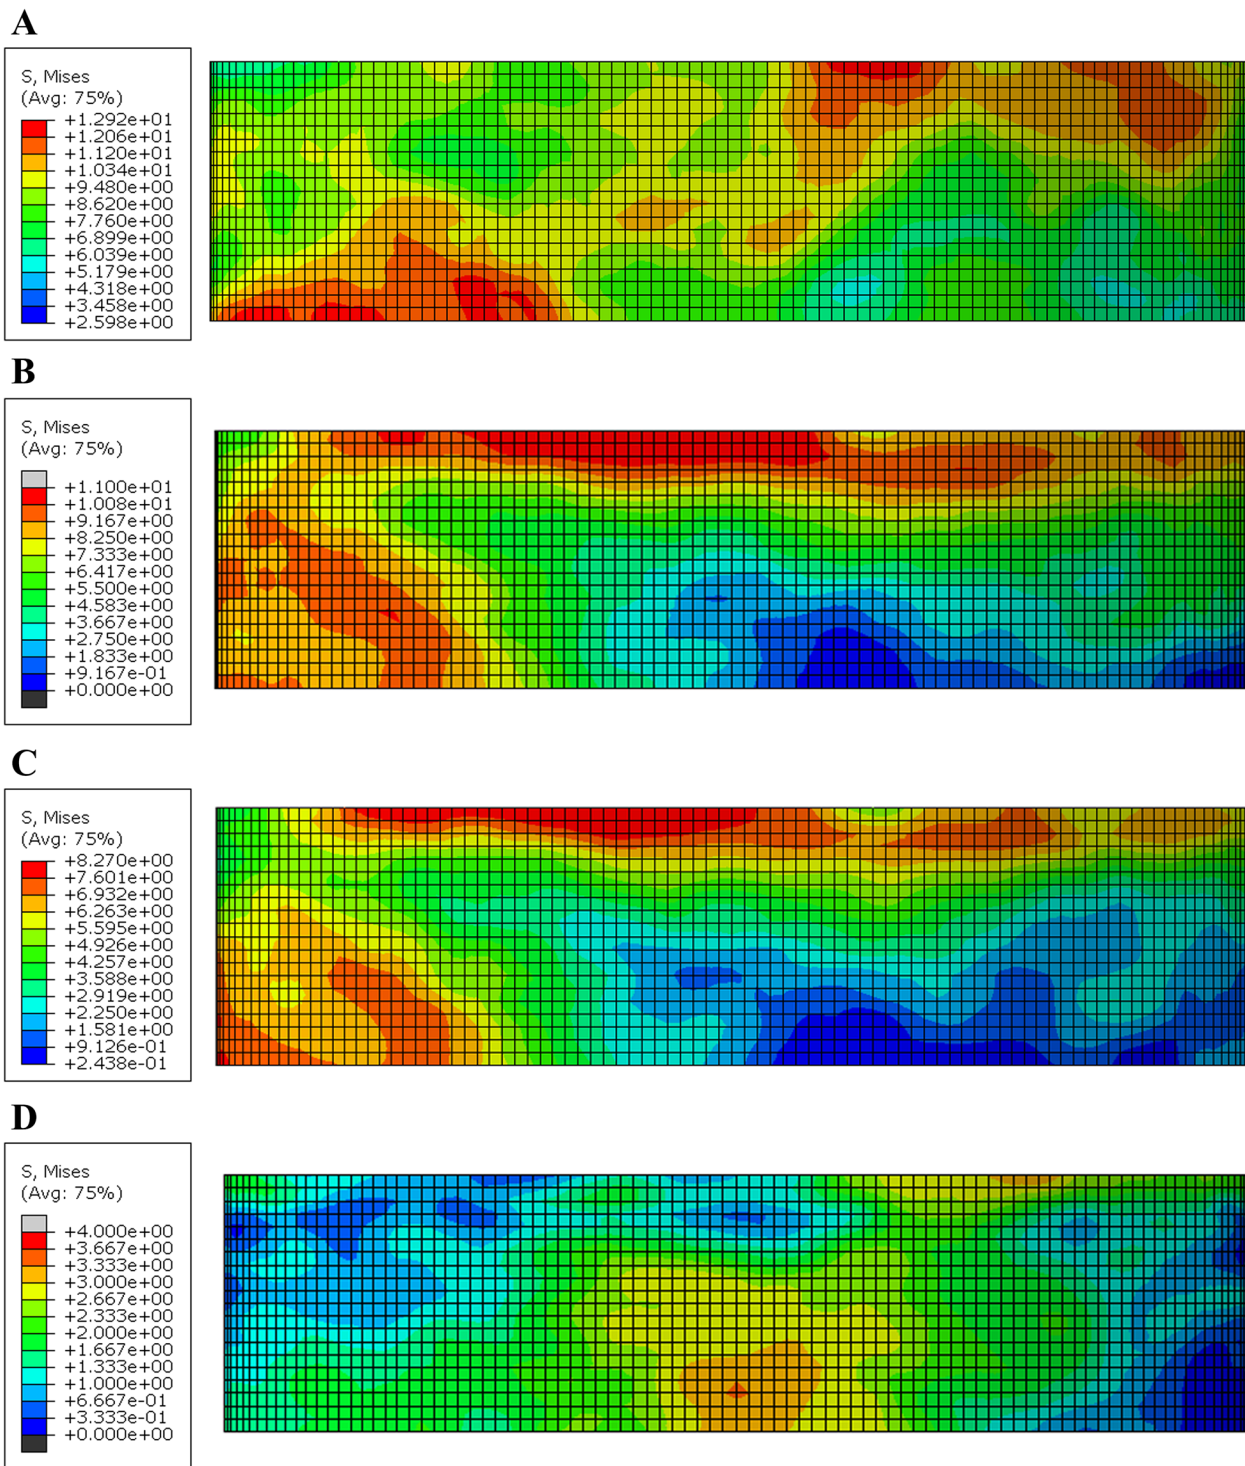 A
S, Mises
(Avg: 75%)
+1.292e+01
+1.206e+01
+1.120e+01
+1.034e+01
+9.480e+00
+8.620e+00
+7.760e+00
+6.899e+00
+6.039e+00
+5.179e+00
+4.318e+00
+3.458e+00
+2.598e+00
B
S, Mises
(Avg: 75%)
+1.100e+01
+1.008e+01
+9.167e+00
+8.250e+00
+7.333e+00
+6.417e+00
+5.500e+00
+4.583e+00
+3.667e+00
+2.750e+00
+1.833e+00
+9.167e-01
+0.000e+00
C
S, Mises
(Avg: 75%)
+8.270e+00
+7.601e+00
+6.932e+00
+6.263e+00
+5.595e+00
+4.926e+00
+4.257e+00
+3.588e+00
+2.919e+00
+2.250e+00
+1.581e+00
+9.126e-01
+2.438e-01
D
S, Mises
(Avg: 75%)
+4.000e+00
+3.667e+00
+3.333e+00
+3.000e+00
+2.667e+00
+2.333e+00
+2.000e+00
+1.667e+00
+1.333e+00
+1.000e+00
+6.667e-01
+3.333e-01
+0.000e+00